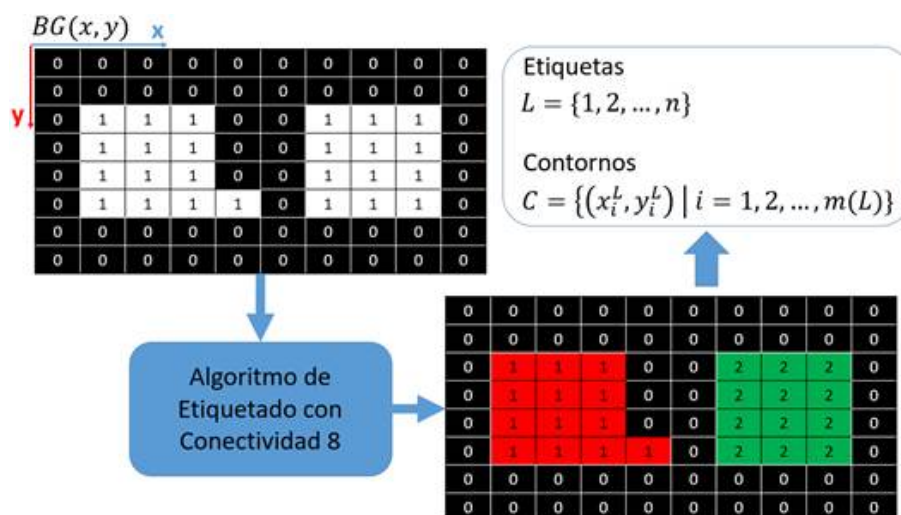 BG(x, y) x
y
0 0 0 0 0 0 0 0 0 0
0 0 0 0 0 0 0 0 0 0
0 1 1 1 0 0 1 1 1 0
0 1 1 1 0 0 1 1 1 0
0 1 1 1 0 0 1 1 1 0
0 1 1 1 1 0 1 1 1 0
0 0 0 0 0 0 0 0 0 0
0 0 0 0 0 0 0 0 0 0
Etiquetas
L = {1, 2, …, n}
Contornos
C = {(x_i^L, y_i^L) | i = 1, 2, …, m(L)}
Algoritmo de
Etiquetado con
Conectividad 8
0 0 0 0 0 0 0 0 0 0
0 0 0 0 0 0 0 0 0 0
0 1 1 1 0 0 2 2 2 0
0 1 1 1 0 0 2 2 2 0
0 1 1 1 0 0 2 2 2 0
0 1 1 1 1 0 2 2 2 0
0 0 0 0 0 0 0 0 0 0
0 0 0 0 0 0 0 0 0 0